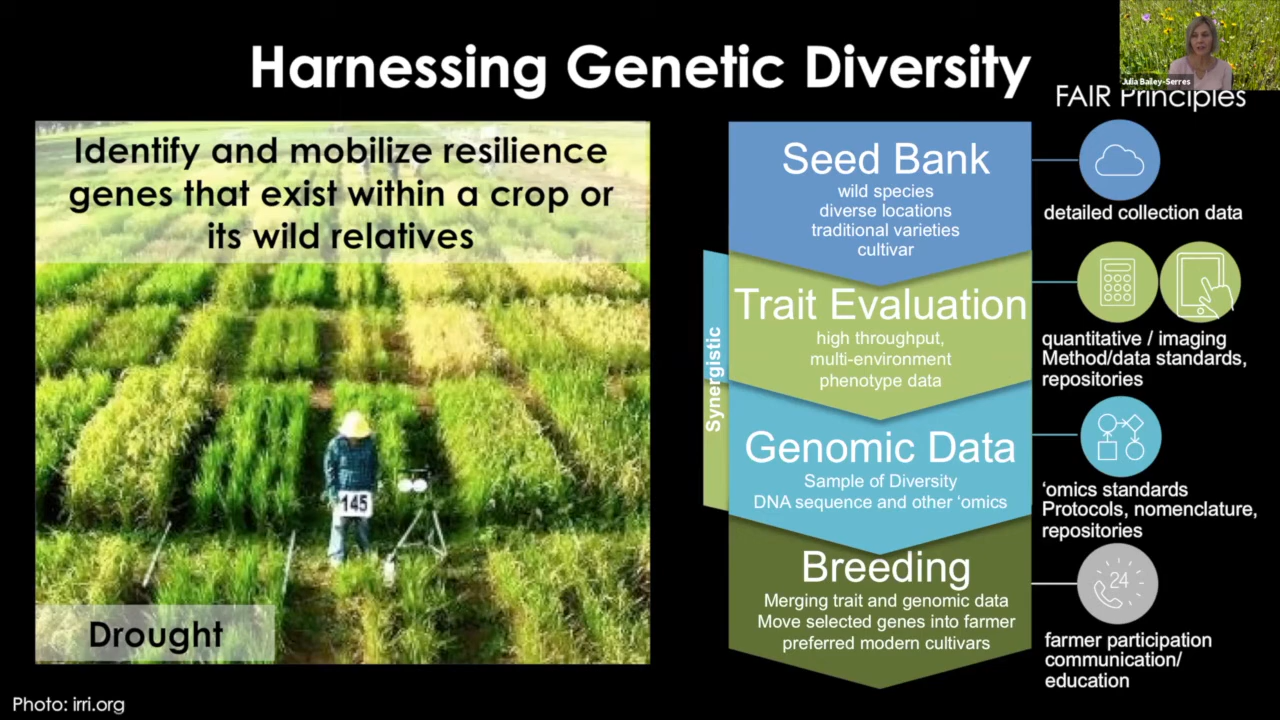 Harnessing Genetic Diversity
Julia Bailey-Serres
FAIR Principles
Identify and mobilize resilience
genes that exist within a crop or
its wild relatives
145
Drought
Photo: irri.org
Synergistic
Seed Bank
wild species
diverse locations
traditional varieties
cultivar
detailed collection data
Trait Evaluation
high throughput,
multi-environment
phenotype data
quantitative / imaging
Method/data standards,
repositories
Genomic Data
Sample of Diversity
DNA sequence and other ‘omics
‘omics standards
Protocols, nomenclature,
repositories
Breeding
Merging trait and genomic data
Move selected genes into farmer
preferred modern cultivars
24
farmer participation
communication/
education